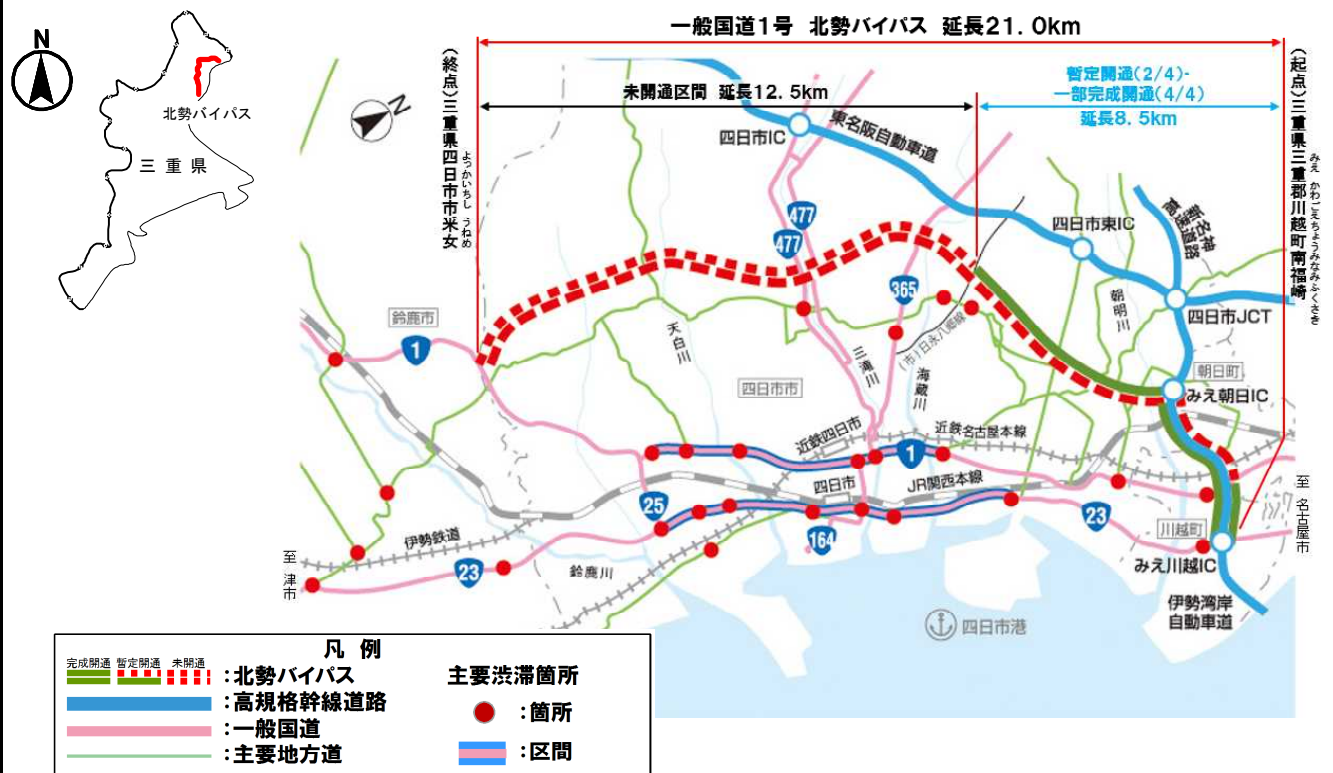 一般国道1号 北勢バイパス 延長21.0km
N
北勢バイパス
三重県
(終点)三重県四日市市采女
よっかいちし うねめ
未開通区間 延長12.5km
暫定開通(2/4)-
一部完成開通(4/4)
延長8.5km
(起点)三重県三重郡川越町南福崎
みえ かわごえちょうみなみふくさき
N
四日市IC
東名阪自動車道
477
477
四日市東IC
新名神
高速道路
365
朝明川
四日市JCT
鈴鹿市
1
天白川
三滝川
(市)日永八郷線
海蔵川
四日市市
朝日町
みえ朝日IC
近鉄四日市
近鉄名古屋本線
1
四日市
JR関西本線
25
23
164
至 名古屋市
川越町
伊勢鉄道
至 津市
23
鈴鹿川
みえ川越IC
伊勢湾岸
自動車道
四日市港
凡例
完成開通 暫定開通 未開通
:北勢バイパス
:高規格幹線道路
:一般国道
:主要地方道
主要渋滞箇所
:箇所
:区間